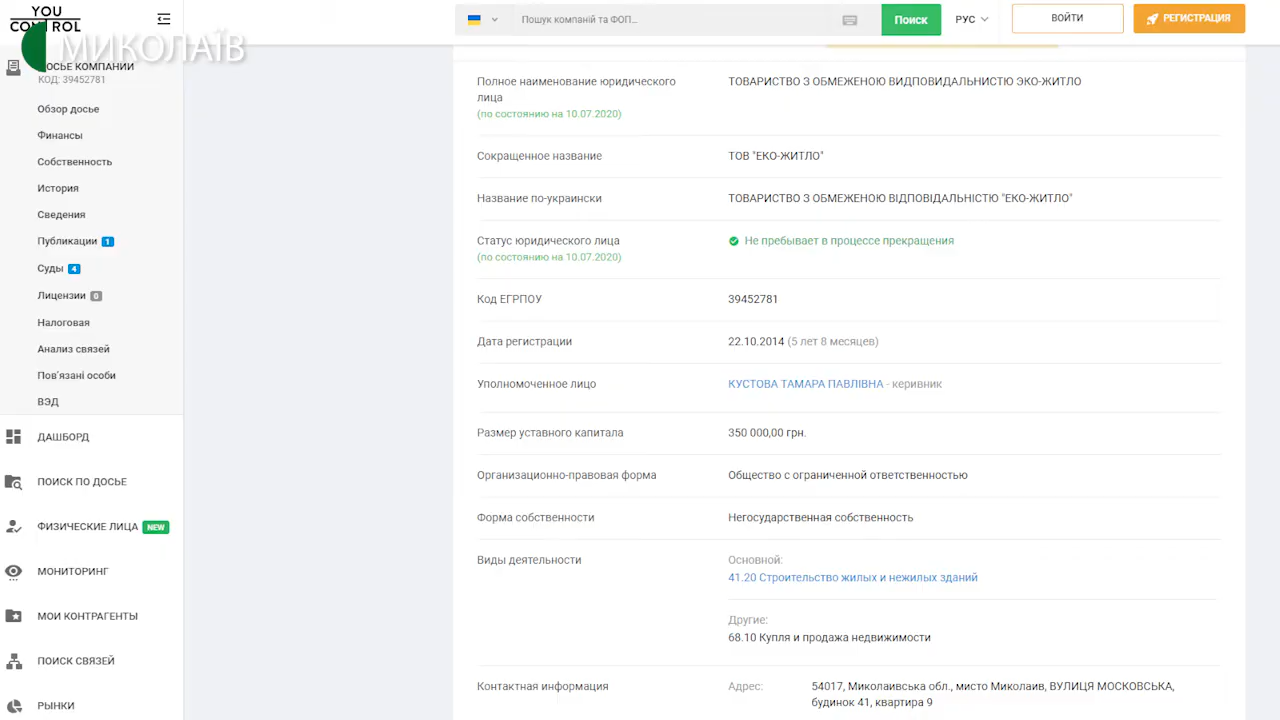 YOU
CONTROL
Пошук компаній та ФОП...
Поиск
РУС
ВОЙТИ
РЕГИСТРАЦИЯ
МИКОЛАЇВ
ОСЬЕ КОМПАНИИ
КОД: 39452781
Обзор досье
Финансы
Собственность
История
Сведения
Публикации 1
Суды 4
Лицензии 0
Налоговая
Анализ связей
Пов'язані особи
ВЭД
ДАШБОРД
ПОИСК ПО ДОСЬЕ
ФИЗИЧЕСКИЕ ЛИЦА NEW
МОНИТОРИНГ
МОИ КОНТРАГЕНТЫ
ПОИСК СВЯЗЕЙ
РЫНКИ
Полное наименование юридического
лица
(по состоянию на 10.07.2020)
ТОВАРИСТВО З ОБМЕЖЕНОЮ ВИДПОВИДАЛЬНИСТЮ ЭКО-ЖИТЛО
Сокращенное название
ТОВ "ЕКО-ЖИТЛО"
Название по-украински
ТОВАРИСТВО З ОБМЕЖЕНОЮ ВІДПОВІДАЛЬНІСТЮ "ЕКО-ЖИТЛО"
Статус юридического лица
(по состоянию на 10.07.2020)
Не пребывает в процессе прекращения
Код ЕГРПОУ
39452781
Дата регистрации
22.10.2014 (5 лет 8 месяцев)
Уполномоченное лицо
КУСТОВА ТАМАРА ПАВЛІВНА - керивник
Размер уставного капитала
350 000,00 грн.
Организационно-правовая форма
Общество с ограниченной ответственностью
Форма собственности
Негосударственная собственность
Виды деятельности
Основной:
41.20 Строительство жилых и нежилых зданий
Другие:
68.10 Купля и продажа недвижимости
Контактная информация
Адрес:
54017, Миколаивська обл., мисто Миколаив, ВУЛИЦЯ МОСКОВСЬКА,
будинок 41, квартира 9